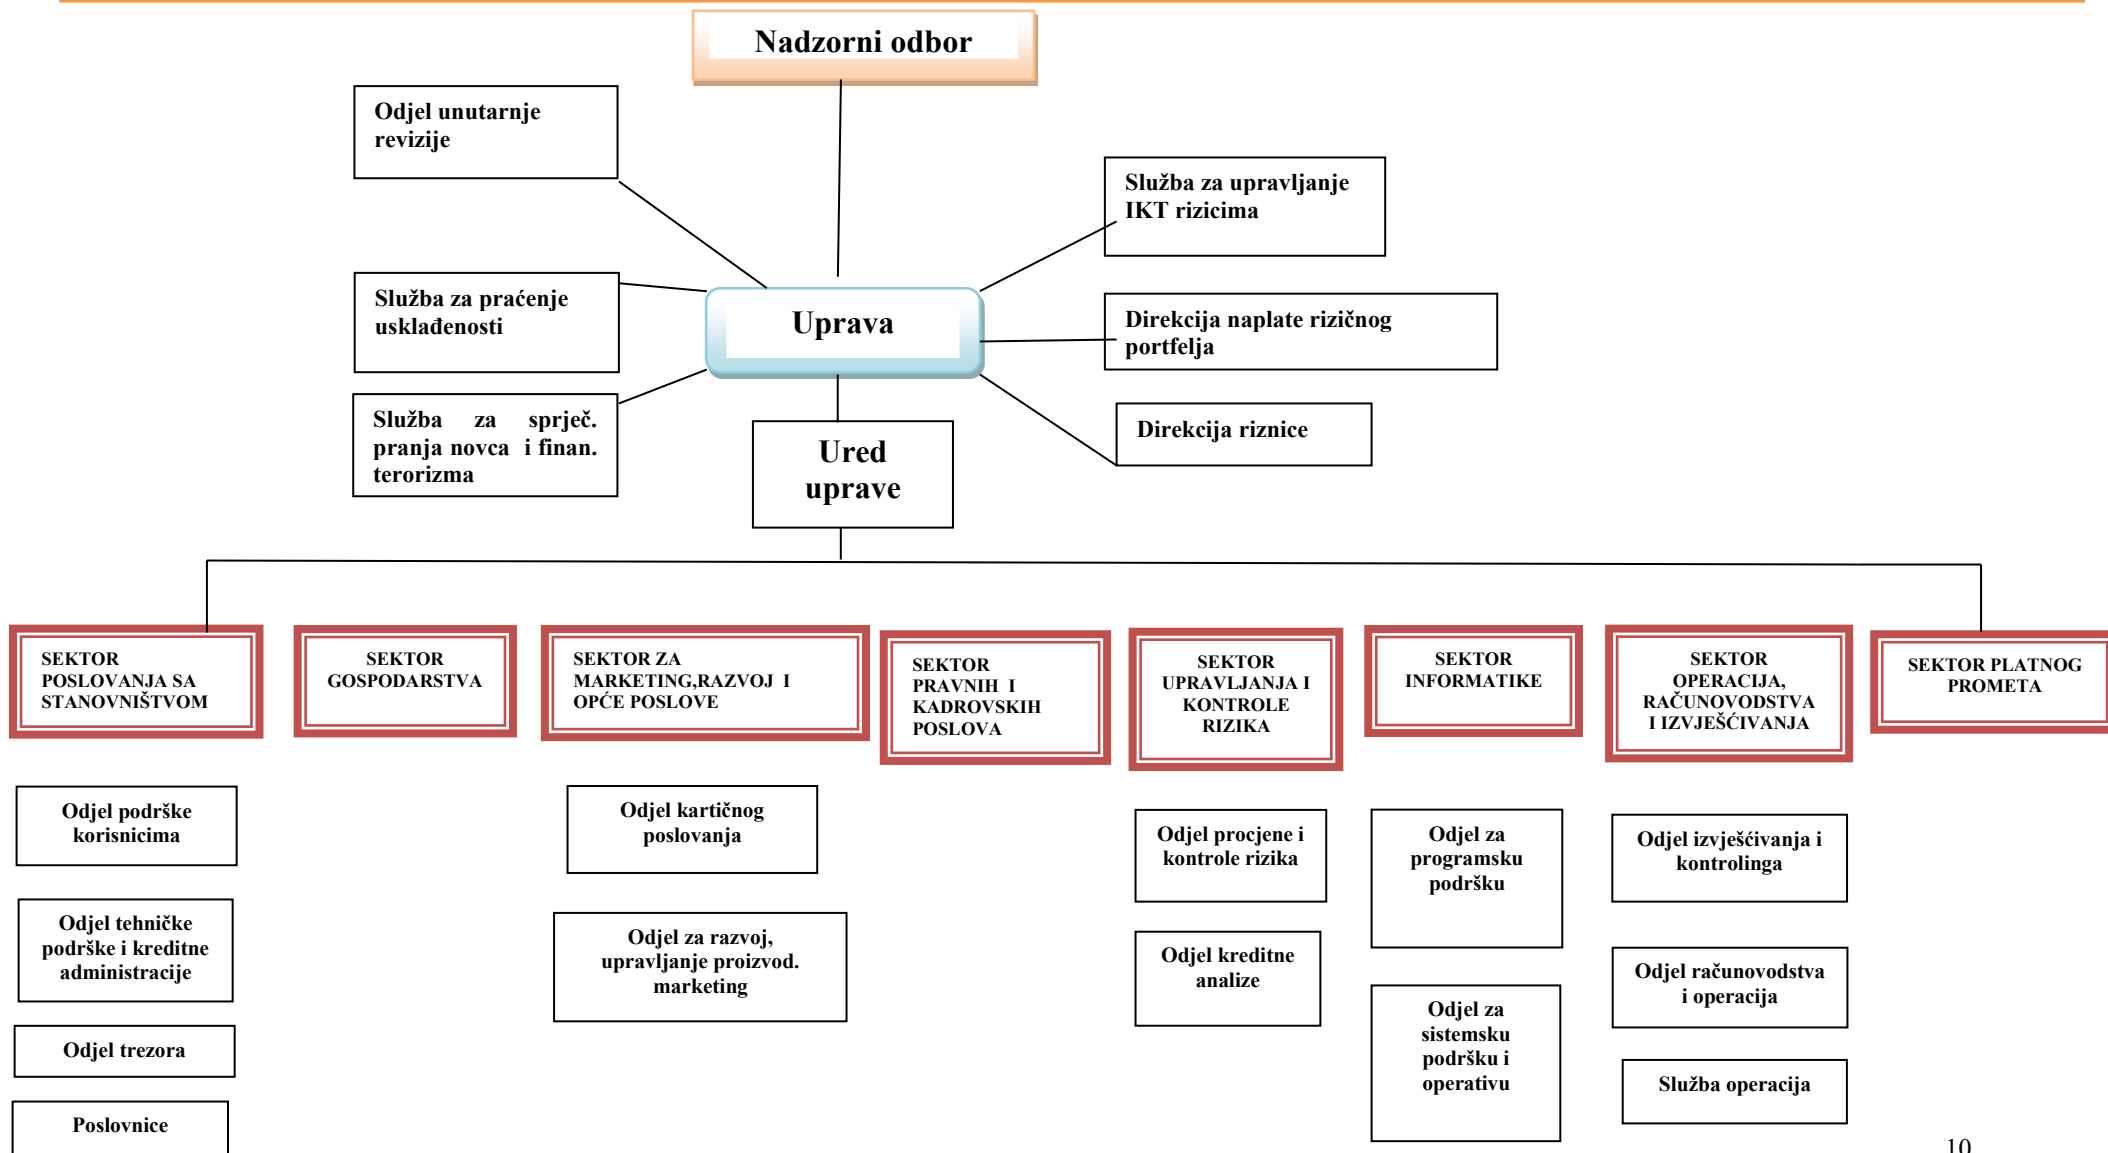 Nadzorni odbor
Odjel unutarnje
revizije
Služba za upravljanje
IKT rizicima
Služba za praćenje
usklađenosti
Uprava
Direkcija naplate rizičnog
portfelja
Služba za spriječ.
pranja novca i finan.
terorizma
Direkcija riznice
Ured
uprave
SEKTOR
POSLOVANJA SA
STANOVNIŠTVOM
SEKTOR
GOSPODARSTVA
SEKTOR ZA
MARKETING,RAZVOJ I
OPĆE POSLOVE
SEKTOR
PRAVNIH I
KADROVSKIH
POSLOVA
SEKTOR
UPRAVLJANJA I
KONTROLE
RIZIKA
SEKTOR
INFORMATIKE
SEKTOR
OPERACIJA,
RAČUNOVODSTVA
I IZVJEŠĆIVANJA
SEKTOR PLATNOG
PROMETA
Odjel podrške
korisnicima
Odjel tehničke
podrške i kreditne
administracije
Odjel trezora
Poslovnice
Odjel kartičnog
poslovanja
Odjel za razvoj,
upravljanje proizvod.
marketing
Odjel procjene i
kontrole rizika
Odjel kreditne
analize
Odjel za
programsku
podršku
Odjel za
sistemsku
podršku i
operativu
Odjel izvješćivanja i
kontrolinga
Odjel računovodstva
i operacija
Služba operacija
10